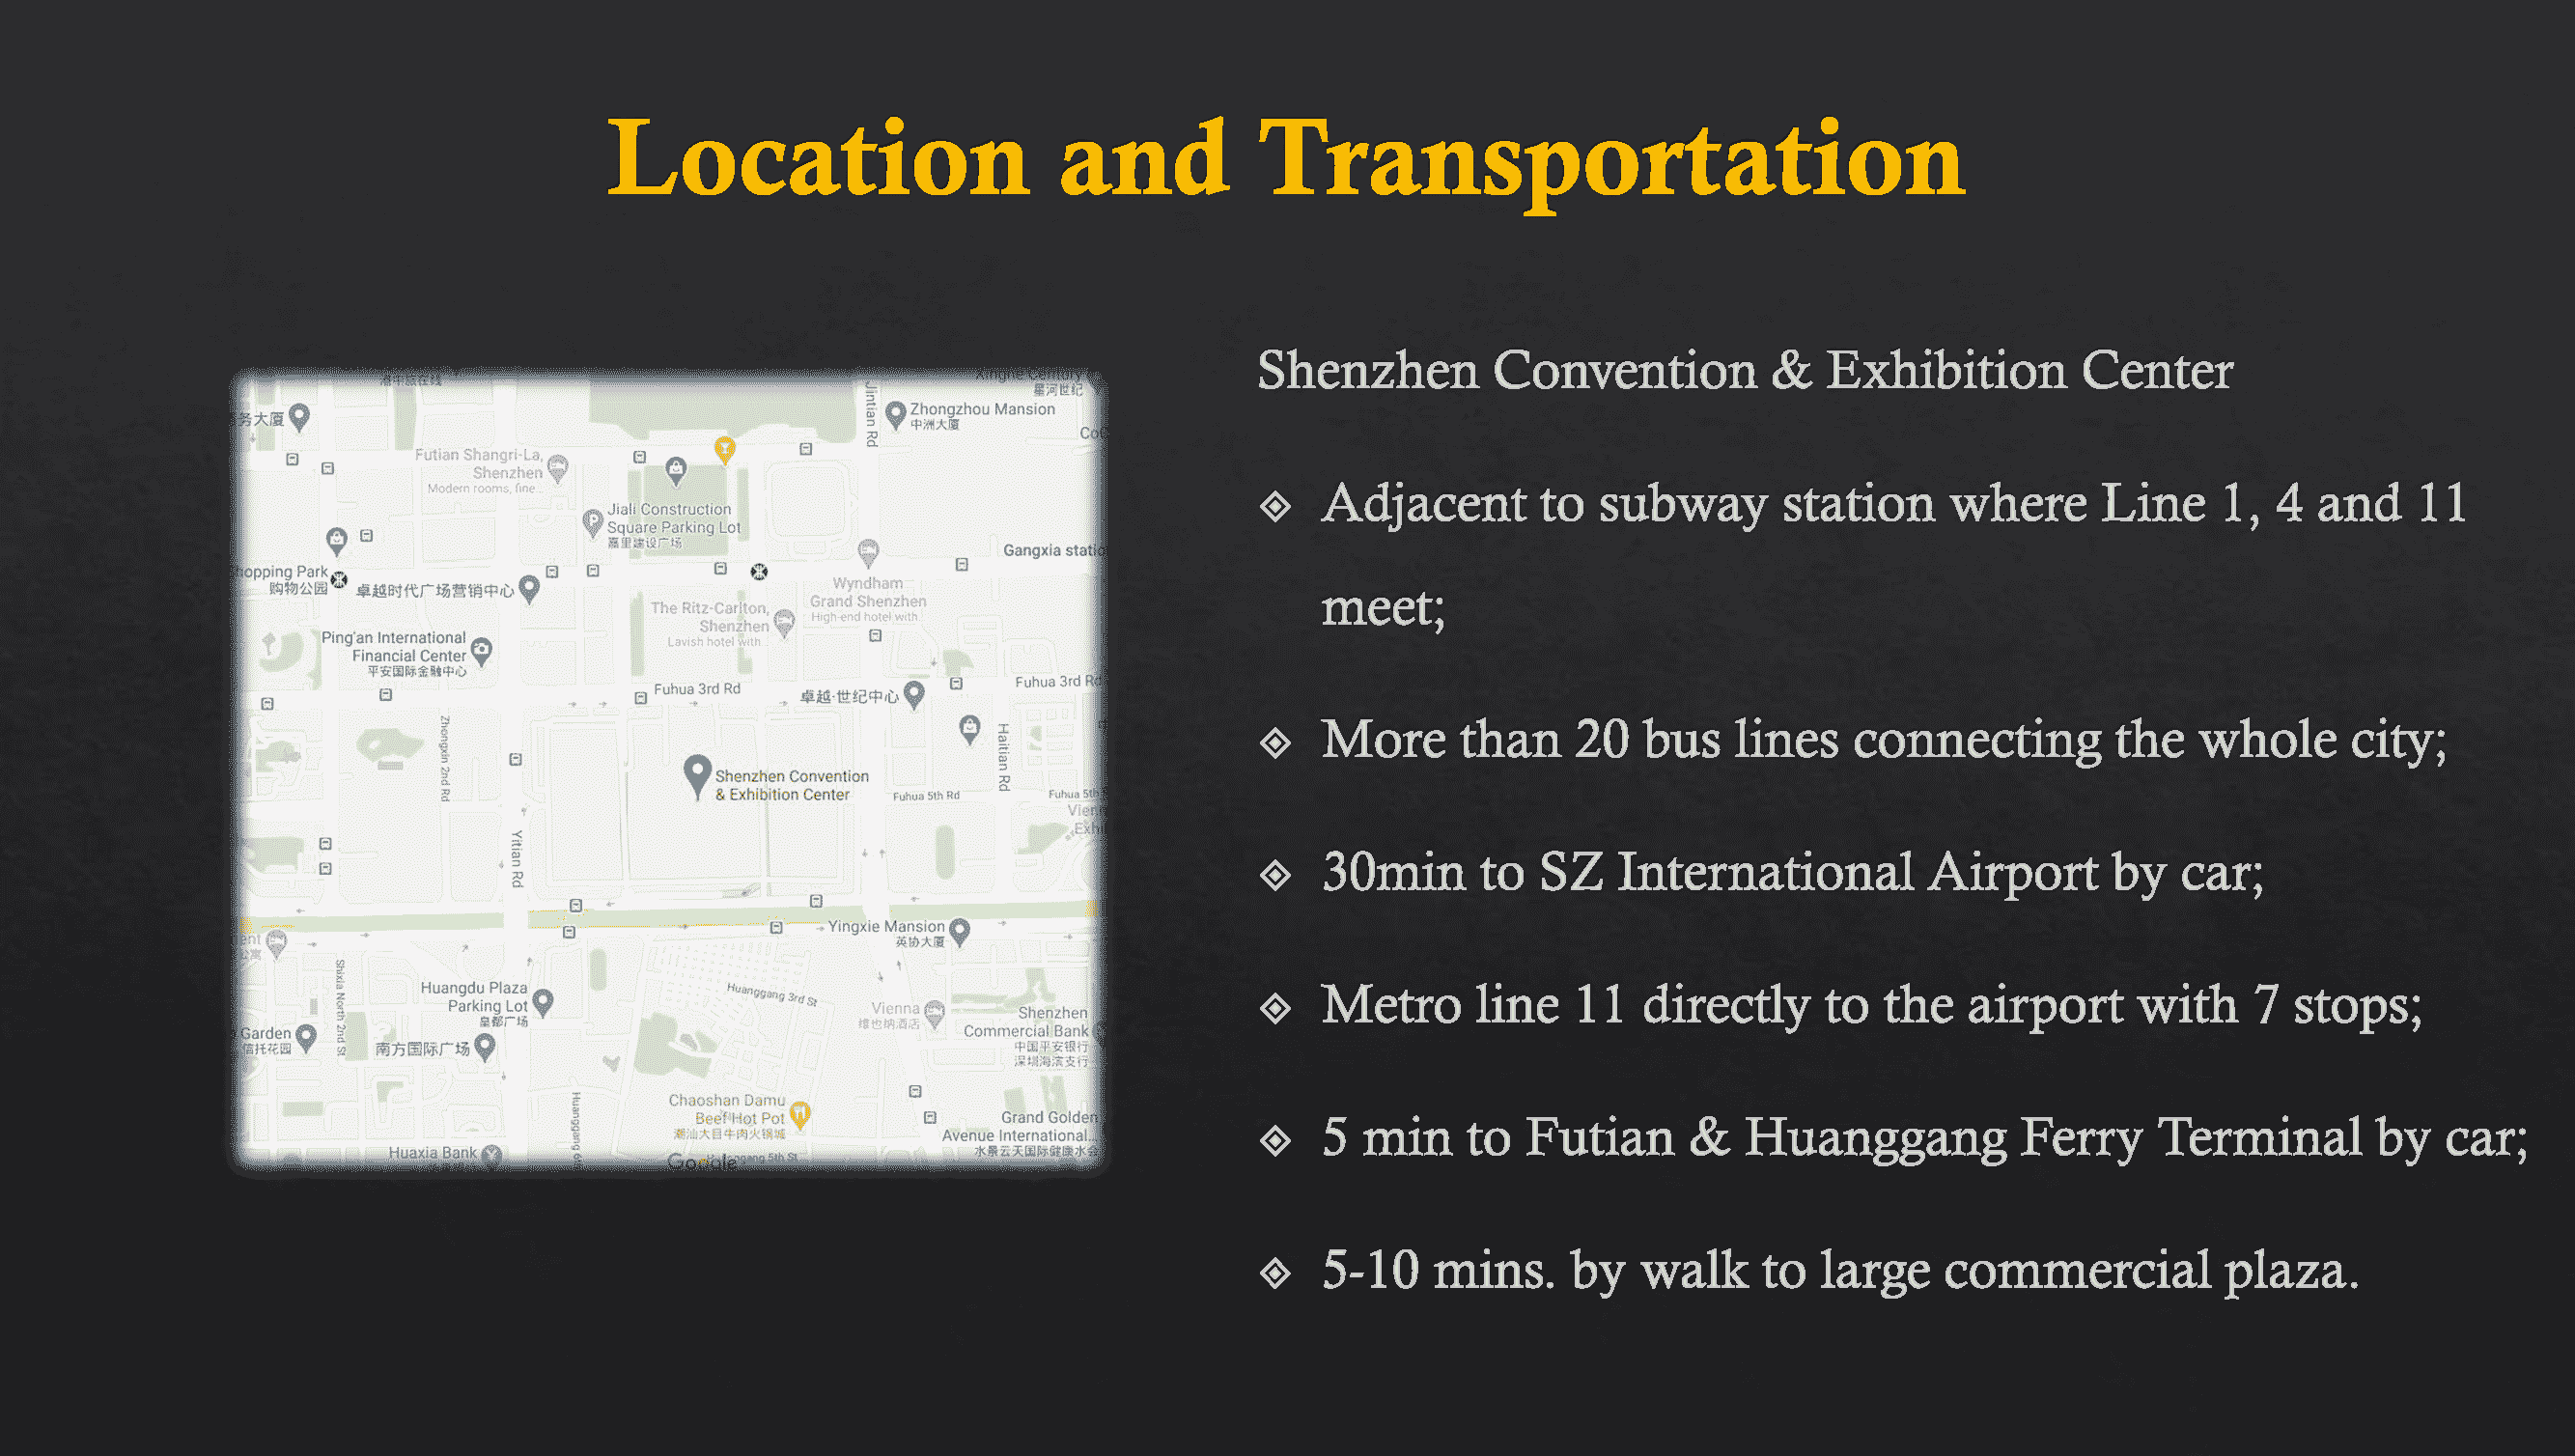 Location and Transportation
Shenzhen Convention & Exhibition Center
Adjacent to subway station where Line 1, 4 and 11
meet;
More than 20 bus lines connecting the whole city;
30min to SZ International Airport by car;
Metro line 11 directly to the airport with 7 stops;
5 min to Futian & Huanggang Ferry Terminal by car;
5-10 mins. by walk to large commercial plaza.
星河世纪
Jintian Rd
Zhongzhou Mansion
中洲大厦
务大厦
Futian Shangri-La,
Shenzhen
Modern rooms, fine...
Jiali Construction
Square Parking Lot
嘉里建设广场
Gangxia statio
hopping Park
购物公园
卓越时代广场营销中心
Wyndham
Grand Shenzhen
High-end hotel with
The Ritz-Carlton,
Shenzhen
Lavish hotel with
Ping'an International
Financial Center
平安国际金融中心
Fuhua 3rd Rd
卓越·世纪中心
Fuhua 3rd Rd
Zhongxin 2nd Rd
Haitian Rd
Shenzhen Convention
& Exhibition Center
Fuhua 5th Rd
Fuhua 5th
Yitian Rd
Yingxie Mansion
英协大厦
Shixia North 2nd St
Huangdu Plaza
Parking Lot
皇都广场
Huanggang 3rd St
Vienna
维也纳酒店
Shenzhen
Commercial Bank
中国平安银行
深圳海滨支行
Garden
信托花园
南方国际广场
Chaoshan Damu
Beef Hot Pot
潮汕大目牛肉火锅城
Grand Golden
Avenue International...
水景云天国际健康水会
Huaxia Bank
Google